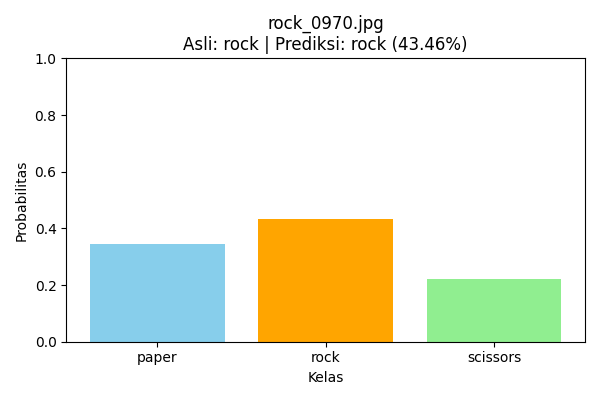 rock_0970.jpg
Asli: rock | Prediksi: rock (43.46%)
1.0
0.8
0.6
0.4
0.2
0.0
Probabilitas
paper
rock
scissors
Kelas